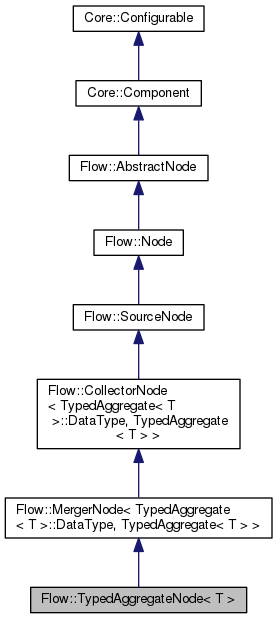 Core::Configurable
Core::Component
Flow::AbstractNode
Flow::Node
Flow::SourceNode
Flow::CollectorNode
< TypedAggregate< T
>::DataType, TypedAggregate
< T > >
Flow::MergerNode< TypedAggregate
< T >::DataType, TypedAggregate< T > >
Flow::TypedAggregateNode< T >